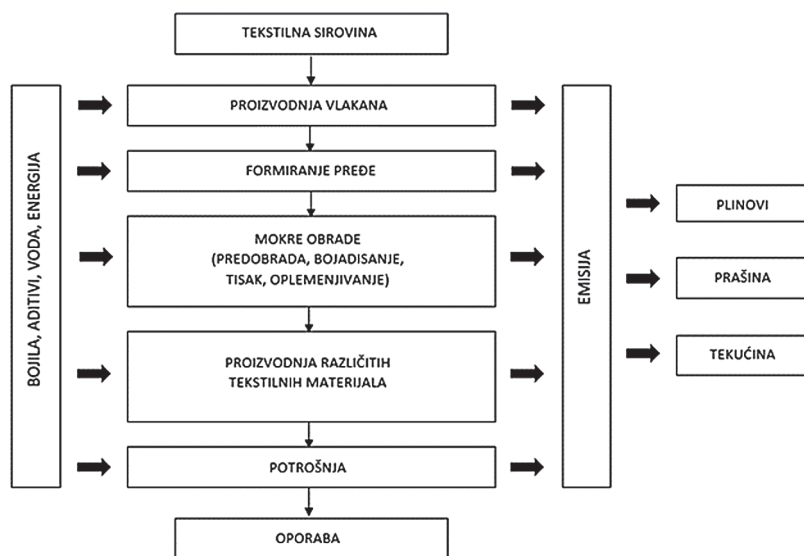 TEKSTILNA SIROVINA
BOJILA, ADITIVI, VODA, ENERGIJA
PROIZVODNJA VLAKANA
FORMIRANJE PREĐE
MOKRE OBRADE
(PREDOBRADA, BOJADISANJE,
TISAK, OPLEMENJIVANJE)
PROIZVODNJA RAZLIČITIH
TEKSTILNIH MATERIJALA
POTROŠNJA
OPORABA
EMISIJA
PLINOVI
PRAŠINA
TEKUĆINA